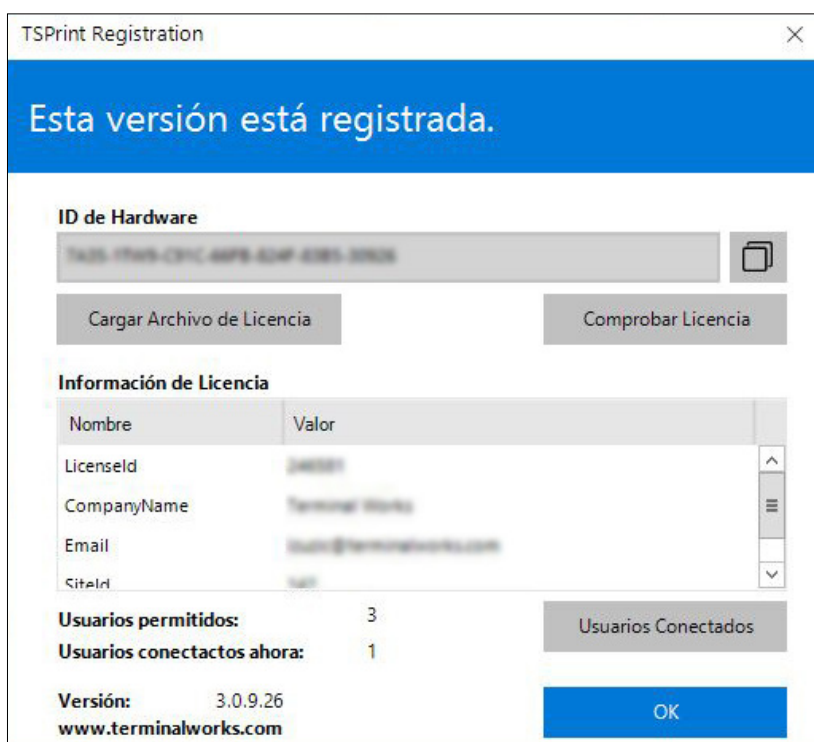 TSPrint Registration
Esta versión está registrada.
ID de Hardware
Cargar Archivo de Licencia
Comprobar Licencia
Información de Licencia
Nombre Valor
LicenseId
CompanyName Terminal Works
Email
SiteId
Usuarios permitidos: 3
Usuarios Conectados
Usuarios conectactos ahora: 1
Versión: 3.0.9.26
www.terminalworks.com
OK